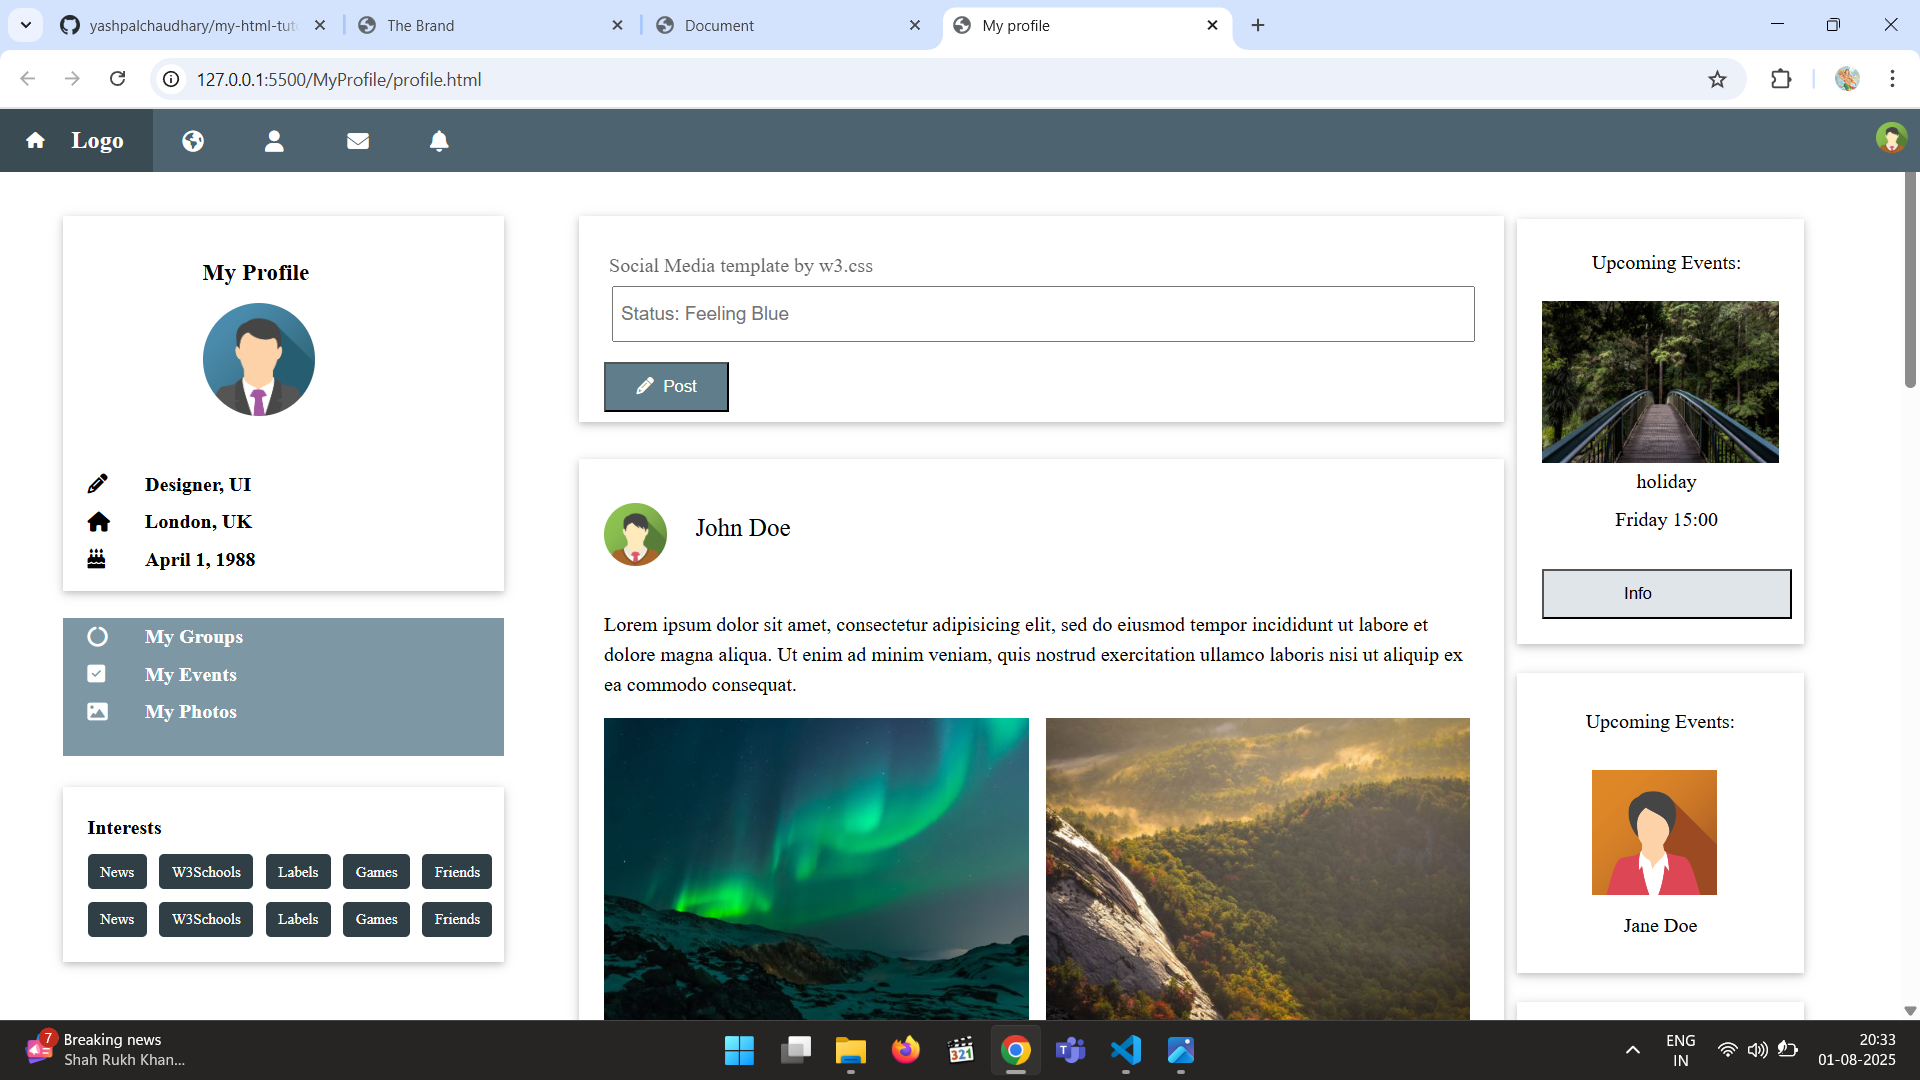 yashpalchaudhary/my-html-tuto
The Brand
Document
My profile
127.0.0.1:5500/MyProfile/profile.html
Logo
My Profile
Designer, UI
London, UK
April 1, 1988
My Groups
My Events
My Photos
Interests
News W3Schools Labels Games Friends
News W3Schools Labels Games Friends
Social Media template by w3.css
Status: Feeling Blue
Post
John Doe
Lorem ipsum dolor sit amet, consectetur adipisicing elit, sed do eiusmod tempor incididunt ut labore et
dolore magna aliqua. Ut enim ad minim veniam, quis nostrud exercitation ullamco laboris nisi ut aliquip ex
ea commodo consequat.
Upcoming Events:
holiday
Friday 15:00
Info
Upcoming Events:
Jane Doe
7
Breaking news
Shah Rukh Khan...
321
T
ENG
IN
20:33
01-08-2025